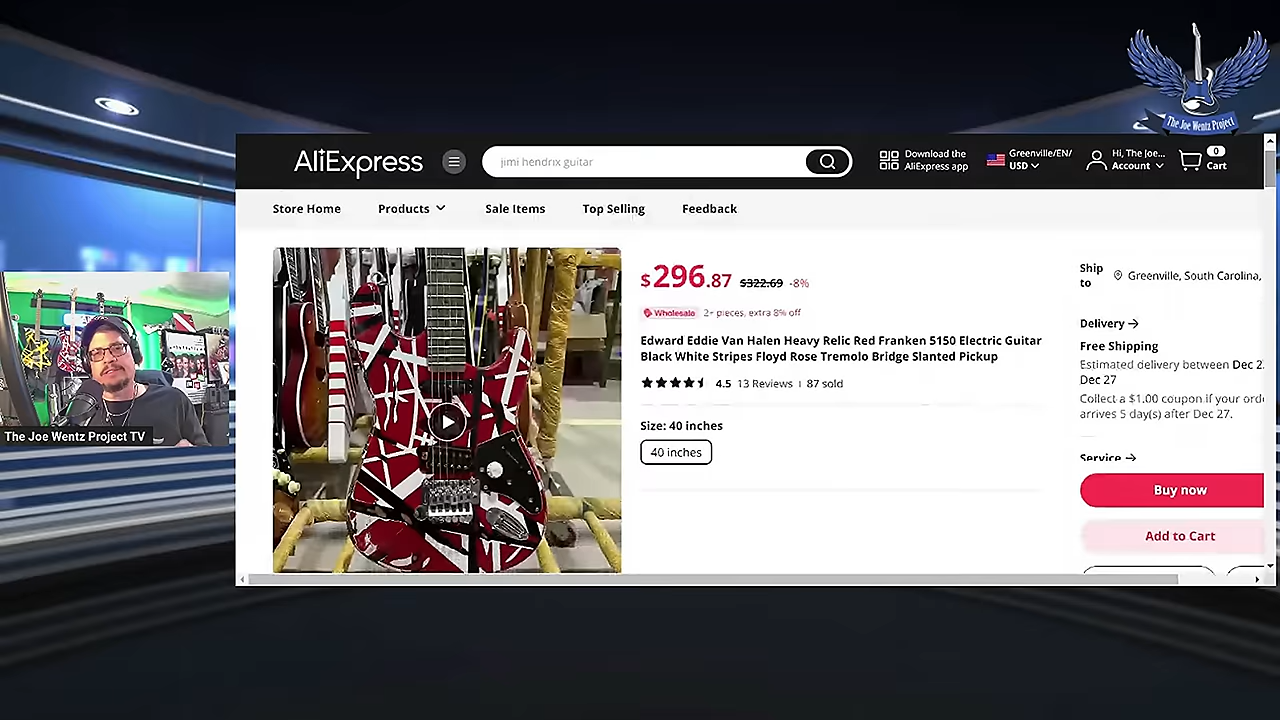 The Joe Wentz Project
AliExpress
jimi hendrix guitar
Download the
AliExpress app
Greenville/EN/
USD
Hi, The Joe...
Account
0
Cart
Store Home
Products
Sale Items
Top Selling
Feedback
$296.87 $322.69 -8%
Wholesale 2+ pieces, extra 8% off
Edward Eddie Van Halen Heavy Relic Red Franken 5150 Electric Guitar
Black White Stripes Floyd Rose Tremolo Bridge Slanted Pickup
4.5 13 Reviews 87 sold
Size: 40 inches
40 inches
Ship
to
Greenville, South Carolina,
Delivery
Free Shipping
Estimated delivery between Dec 2
Dec 27
Collect a $1.00 coupon if your orde
arrives 5 day(s) after Dec 27.
Service
Buy now
Add to Cart
The Joe Wentz Project TV